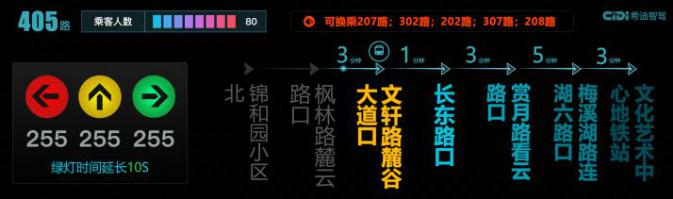 405路
乘客人数 80
可换乘207路；302路；202路；307路；208路
CiDi 希迪智驾
3分钟 1分钟 3分钟 5分钟 3分钟
255 255 255
绿灯时间延长10S
锦和园小区
北
枫林路麓云
路口
文轩路麓谷
大道口
长东路口
赏月路看云
路口
梅溪湖路连
湖六路口
文化艺术中
心地铁站